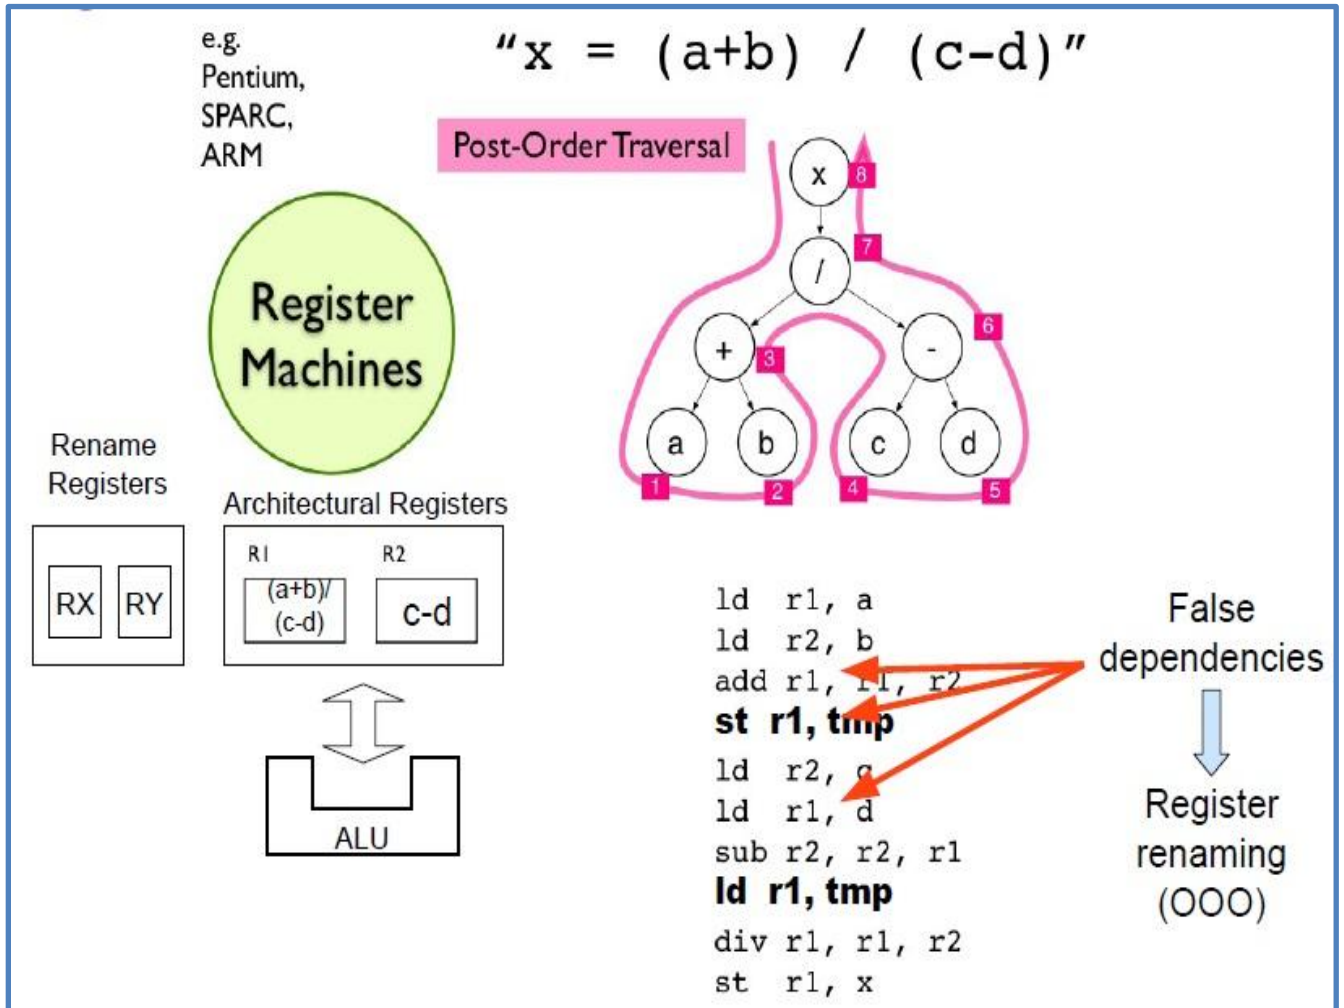 e.g.
Pentium,
SPARC,
ARM
“x = (a+b) / (c-d)”
Post-Order Traversal
x
8
7
/
6
+
3
-
a
b
c
d
1
2
4
5
Register
Machines
Rename
Registers
RX RY
Architectural Registers
R1 R2
(a+b)/
(c-d)
c-d
ALU
ld r1, a
ld r2, b
add r1, r1, r2
st r1, tmp
ld r2, c
ld r1, d
sub r2, r2, r1
ld r1, tmp
div r1, r1, r2
st r1, x
False
dependencies
Register
renaming
(OOO)